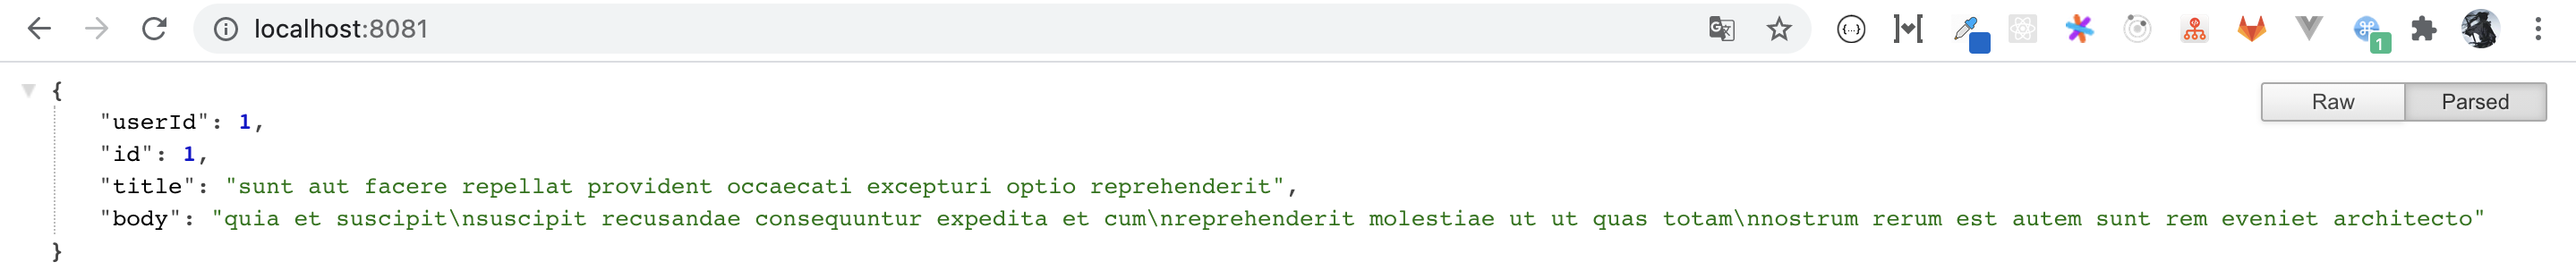 localhost:8081
1
{
Raw Parsed
"userId": 1,
"id": 1,
"title": "sunt aut facere repellat provident occaecati excepturi optio reprehenderit",
"body": "quia et suscipit\nsuscipit recusandae consequuntur expedita et cum\nreprehenderit molestiae ut ut quas totam\nnostrum rerum est autem sunt rem eveniet architecto"
}